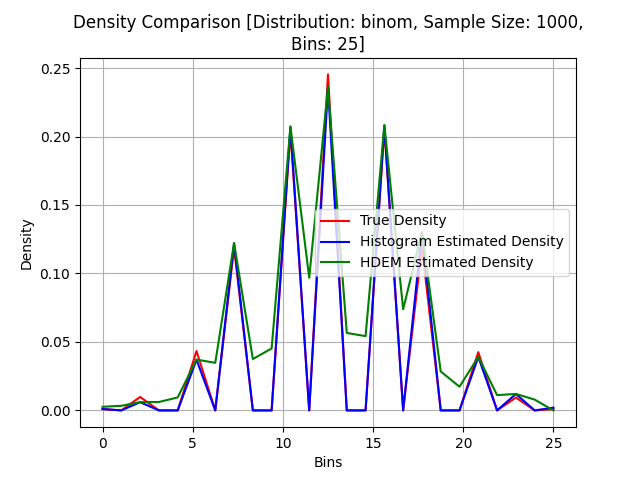 Density Comparison [Distribution: binom, Sample Size: 1000,
Bins: 25]
0.25
0.20
0.15
0.10
0.05
0.00
Density
True Density
Histogram Estimated Density
HDEM Estimated Density
0 5 10 15 20 25
Bins